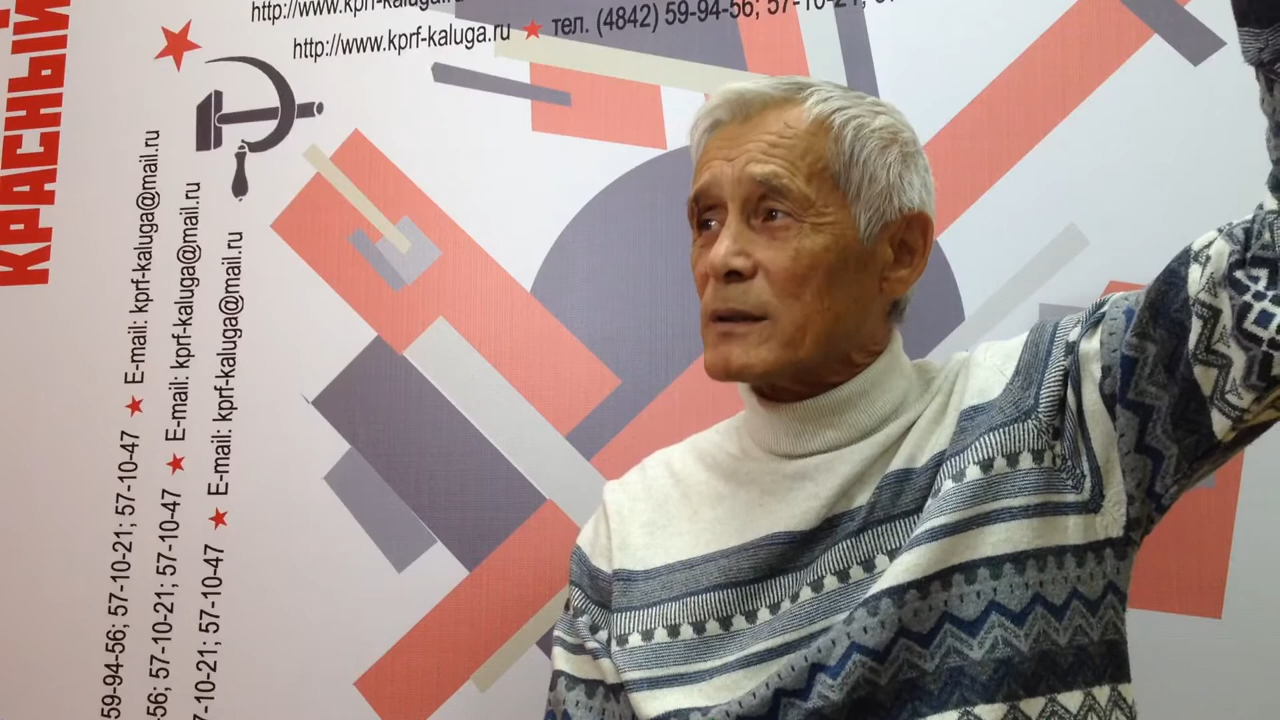 http://www.kprf-kaluga.ru
http://www.kprf-kaluga.ru ★ тел. (4842) 59-94-56; 57-10-21;
КРАСНЫЙ
59-94-56; 57-10-21; 57-10-47 ★ E-mail: kprf-kaluga@mail.ru
-56; 57-10-21; 57-10-47 ★ E-mail: kprf-kaluga@mail.ru
7-10-21; 57-10-47 ★ E-mail: kprf-kaluga@mail.ru